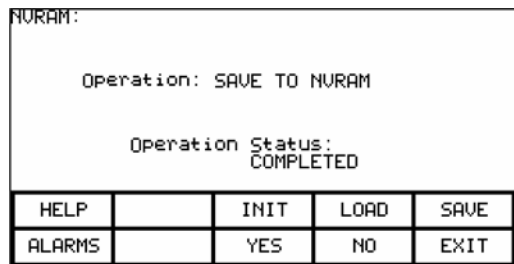 NVRAM:
Operation: SAVE TO NVRAM
Operation Status:
COMPLETED
HELP INIT LOAD SAVE
ALARMS YES NO EXIT